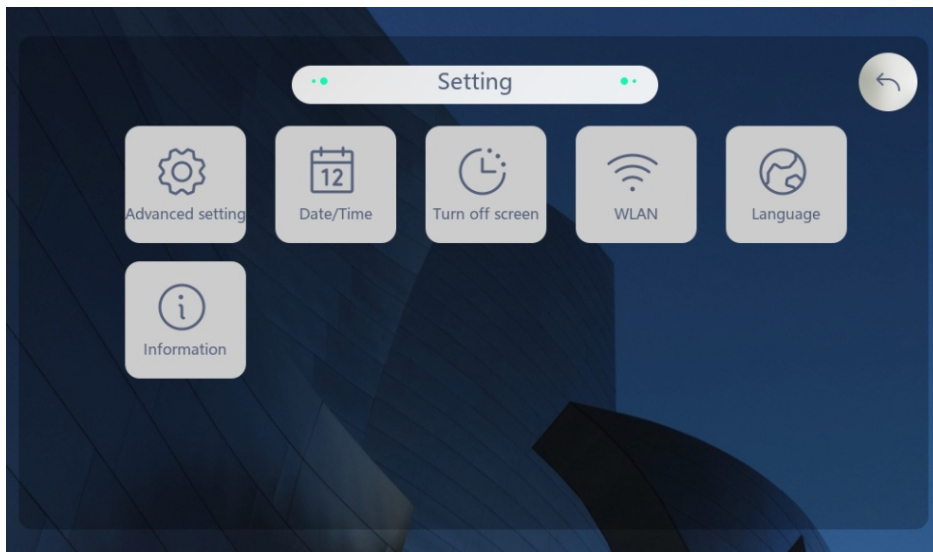 Setting
Advanced setting
12
Date/Time
Turn off screen
WLAN
Language
Information